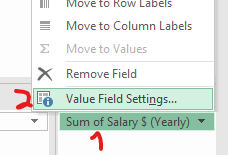 Move to Row Labels
Move to Column Labels
Move to Values
Remove Field
2 Value Field Settings...
Sum of Salary $ (Yearly)
1